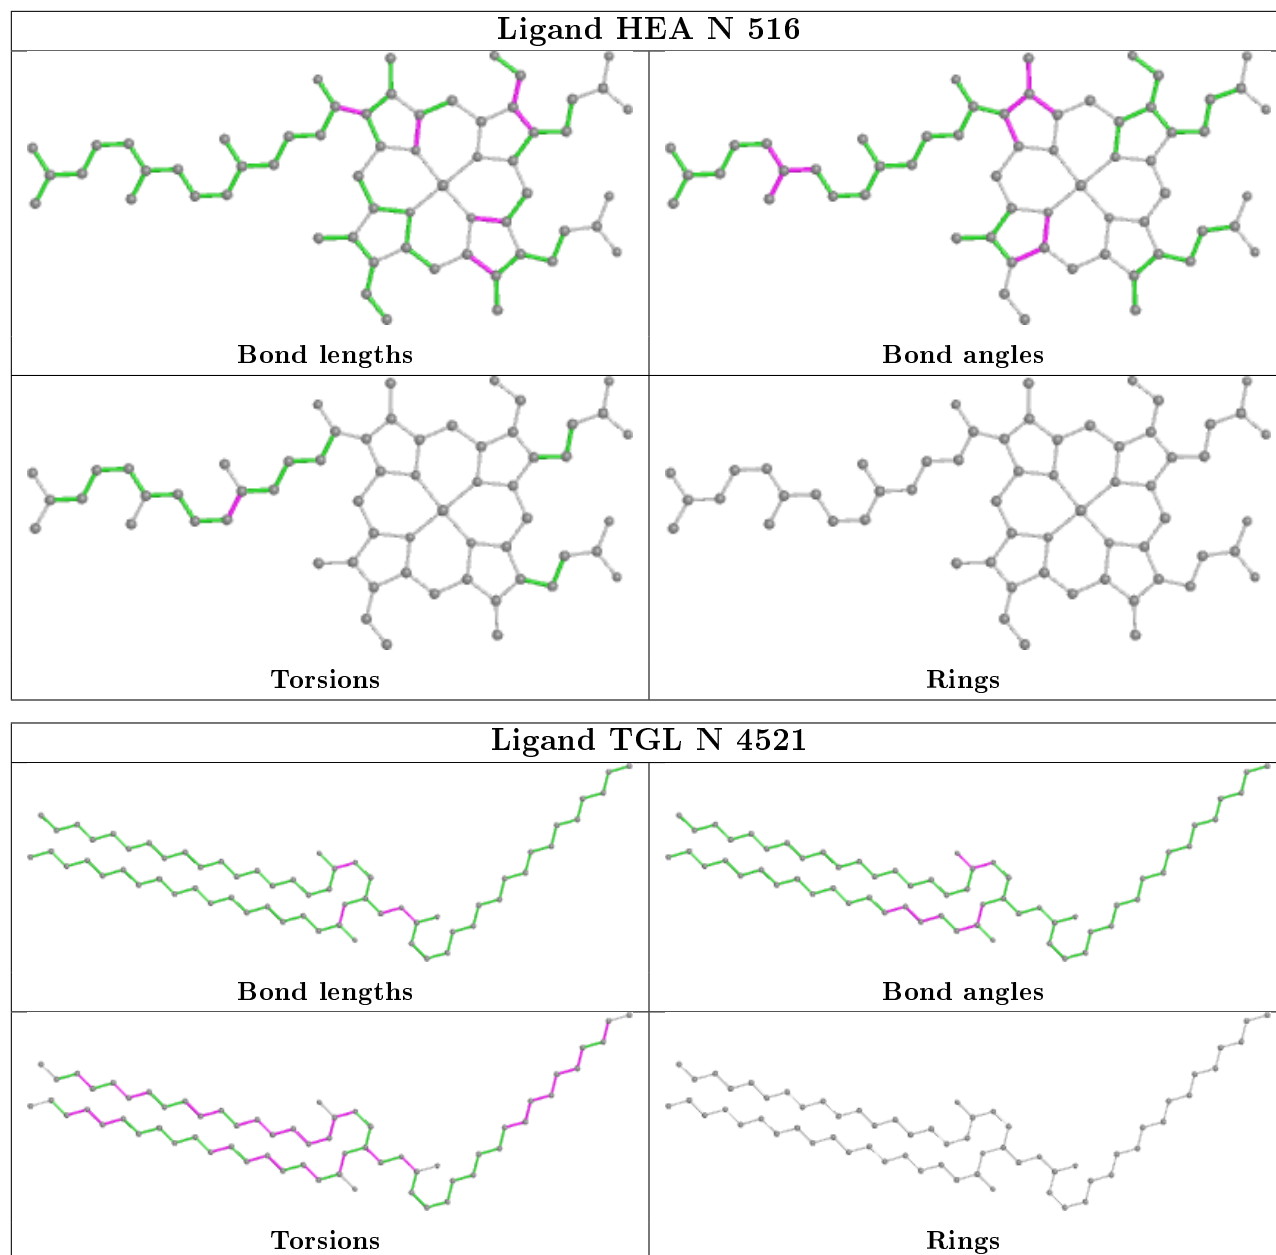 Ligand HEA N 516
Bond lengths
Bond angles
Torsions
Rings
Ligand TGL N 4521
Bond lengths
Bond angles
Torsions
Rings